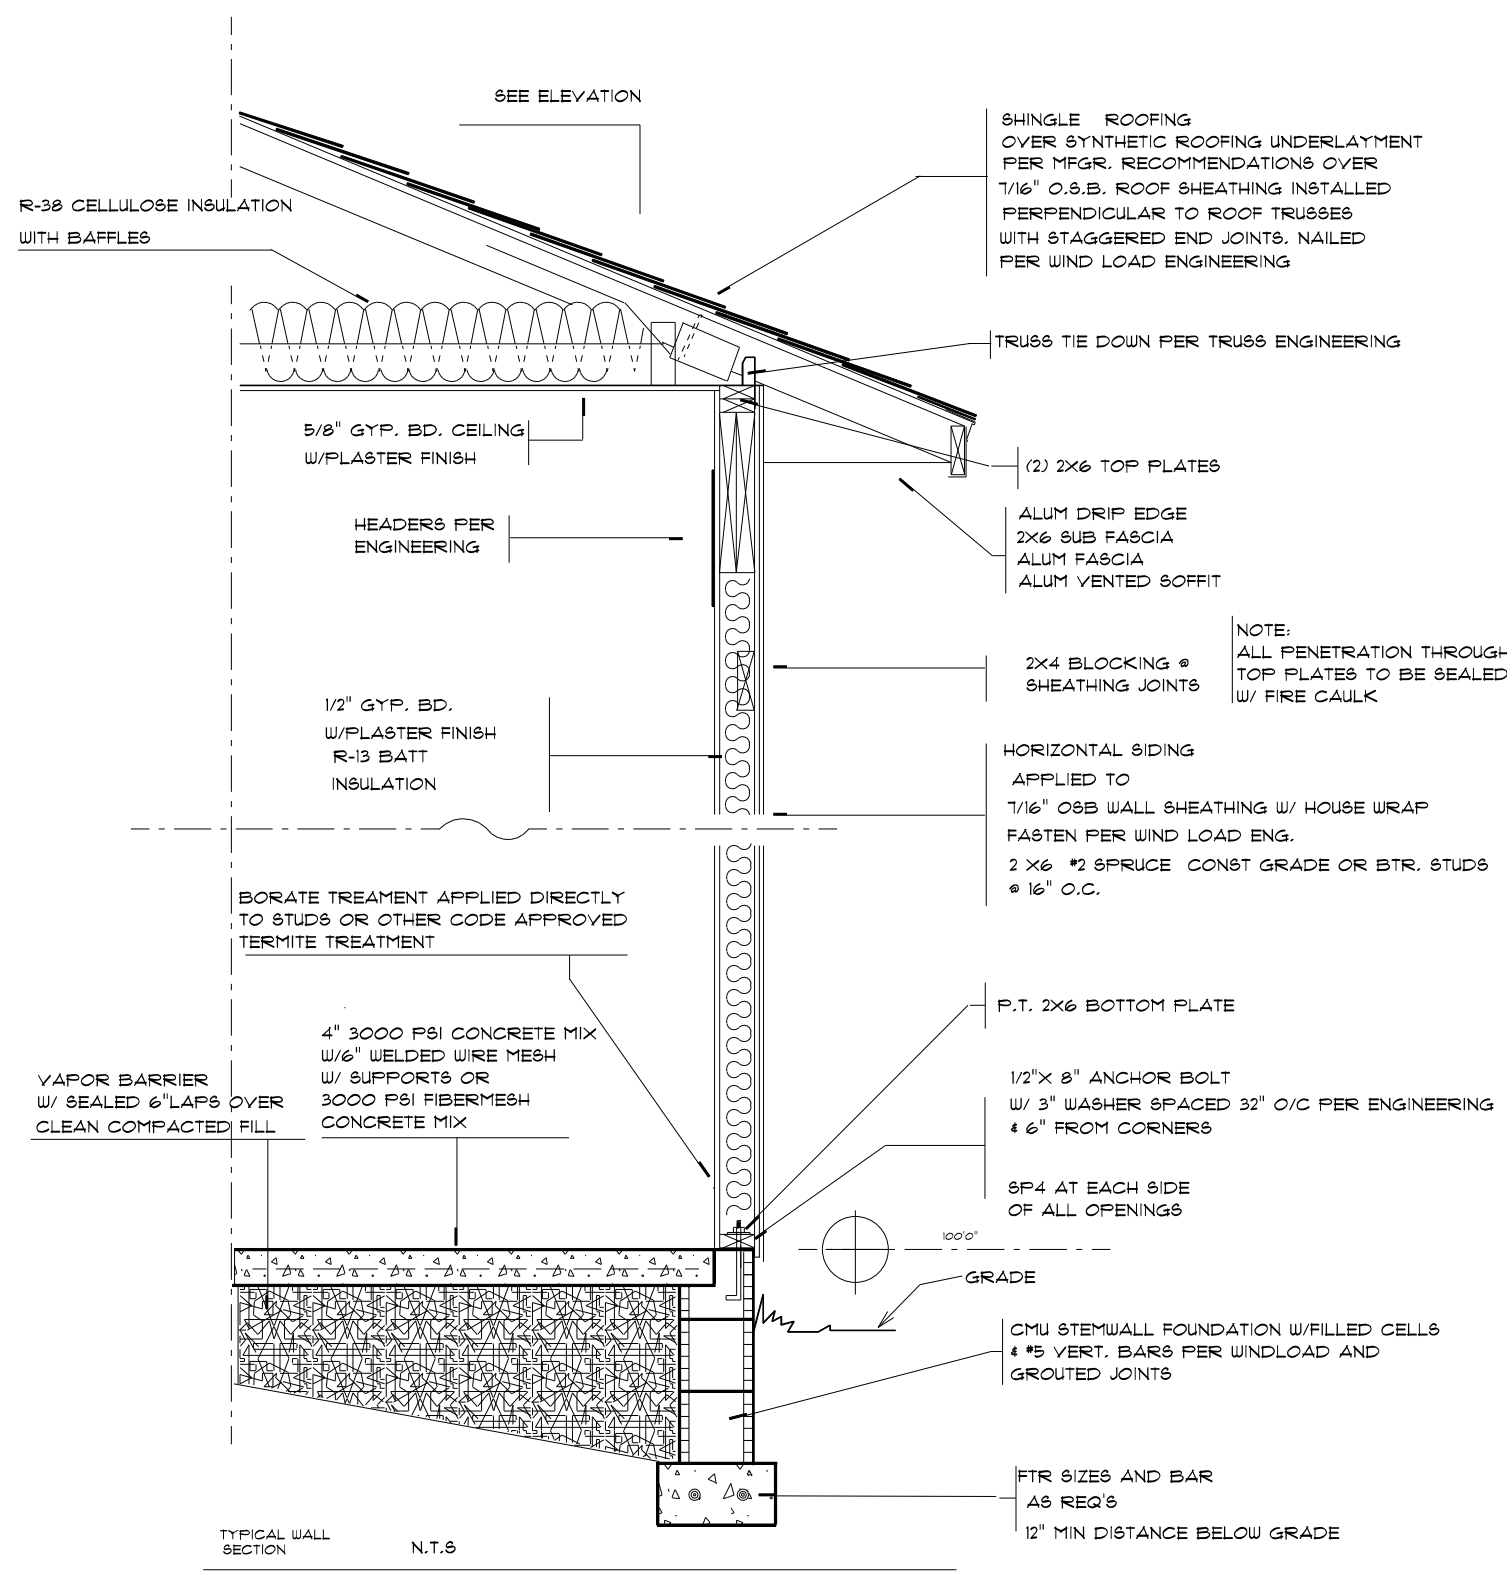 SEE ELEVATION
SHINGLE ROOFING
OVER SYNTHETIC ROOFING UNDERLAYMENT
PER MFGR. RECOMMENDATIONS OVER
7/16" O.S.B. ROOF SHEATHING INSTALLED
PERPENDICULAR TO ROOF TRUSSES
WITH STAGGERED END JOINTS. NAILED
PER WIND LOAD ENGINEERING
R-38 CELLULOSE INSULATION
WITH BAFFLES
TRUSS TIE DOWN PER TRUSS ENGINEERING
5/8" GYP. BD. CEILING
W/PLASTER FINISH
(2) 2X6 TOP PLATES
HEADERS PER
ENGINEERING
ALUM DRIP EDGE
2X6 SUB FASCIA
ALUM FASCIA
ALUM VENTED SOFFIT
2X4 BLOCKING @
SHEATHING JOINTS
NOTE:
ALL PENETRATION THROUGH
TOP PLATES TO BE SEALED
W/ FIRE CAULK
1/2" GYP. BD.
W/PLASTER FINISH
R-13 BATT
INSULATION
HORIZONTAL SIDING
APPLIED TO
7/16" OSB WALL SHEATHING W/ HOUSE WRAP
FASTEN PER WIND LOAD ENG.
2 X6 #2 SPRUCE CONST GRADE OR BTR. STUDS
@ 16" O.C.
BORATE TREAMENT APPLIED DIRECTLY
TO STUDS OR OTHER CODE APPROVED
TERMITE TREATMENT
P.T. 2X6 BOTTOM PLATE
4" 3000 PSI CONCRETE MIX
W/6" WELDED WIRE MESH
W/ SUPPORTS OR
3000 PSI FIBERMESH
CONCRETE MIX
VAPOR BARRIER
W/ SEALED 6"LAPS OVER
CLEAN COMPACTED FILL
1/2"X 8" ANCHOR BOLT
W/ 3" WASHER SPACED 32" O/C PER ENGINEERING
& 6" FROM CORNERS
SP4 AT EACH SIDE
OF ALL OPENINGS
100'0"
GRADE
CMU STEMWALL FOUNDATION W/FILLED CELLS
& #5 VERT. BARS PER WINDLOAD AND
GROUTED JOINTS
FTR SIZES AND BAR
AS REQ'S
12" MIN DISTANCE BELOW GRADE
TYPICAL WALL
SECTION
N.T.S